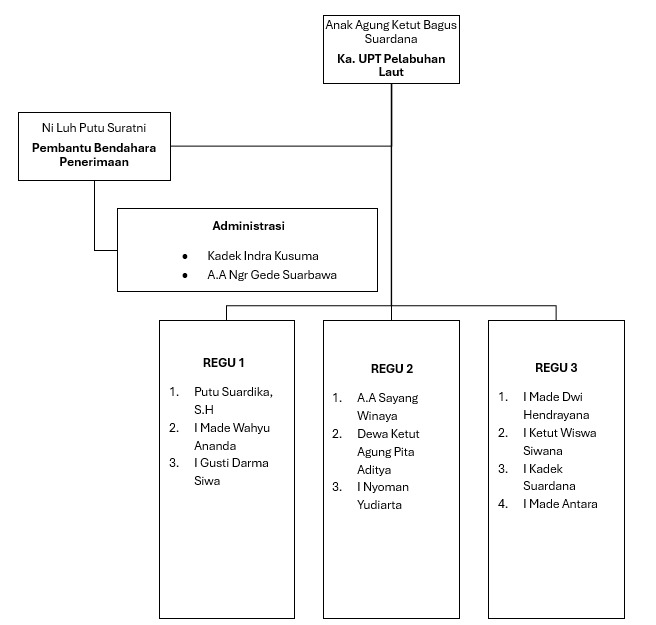 Anak Agung Ketut Bagus
Suardana
Ka. UPT Pelabuhan
Laut
Ni Luh Putu Suratni
Pembantu Bendahara
Penerimaan
Administrasi
● Kadek Indra Kusuma
● A.A Ngr Gede Suarbawa
REGU 1
1. Putu Suardika,
S.H
2. I Made Wahyu
Ananda
3. I Gusti Darma
Siwa
REGU 2
1. A.A Sayang
Winaya
2. Dewa Ketut
Agung Pita
Aditya
3. I Nyoman
Yudiarta
REGU 3
1. I Made Dwi
Hendrayana
2. I Ketut Wiswa
Siwana
3. I Kadek
Suardana
4. I Made Antara